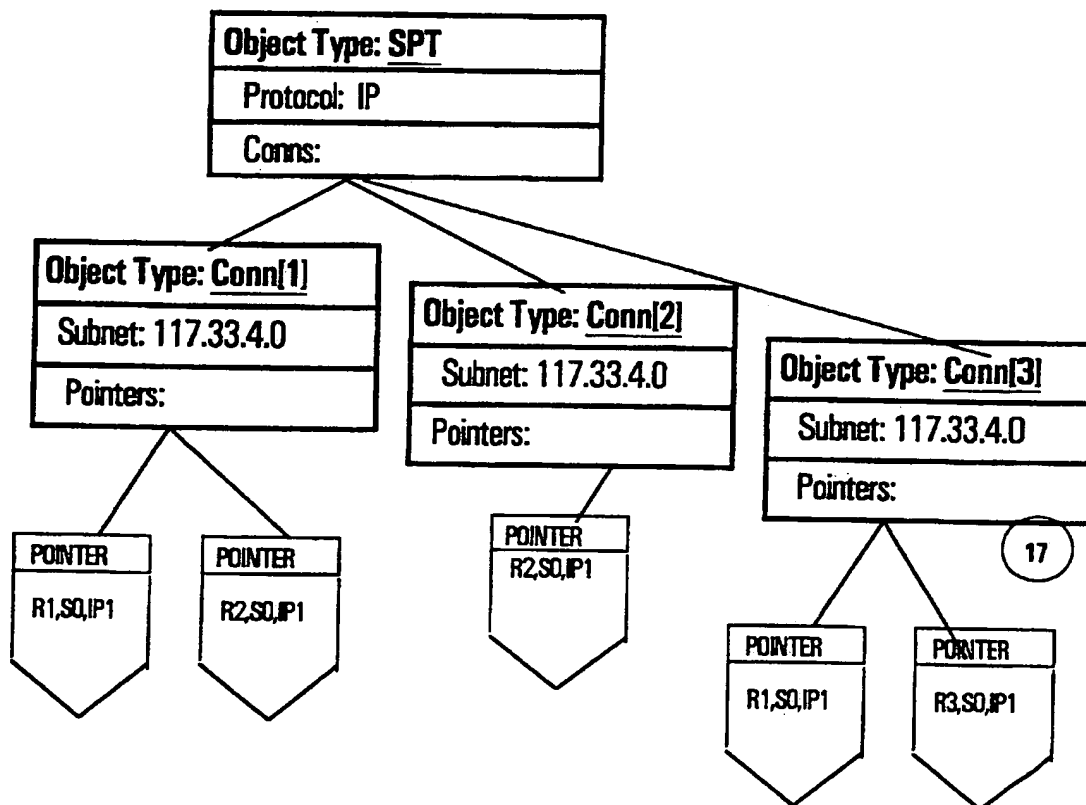 Object Type: SPT
Protocol: IP
Conns:
Object Type: Conn[1]
Subnet: 117.33.4.0
Pointers:
Object Type: Conn[2]
Subnet: 117.33.4.0
Pointers:
Object Type: Conn[3]
Subnet: 117.33.4.0
Pointers:
17
POINTER
R1,S0,IP1
POINTER
R2,S0,IP1
POINTER
R2,S0,IP1
POINTER
R1,S0,IP1
POINTER
R3,S0,IP1